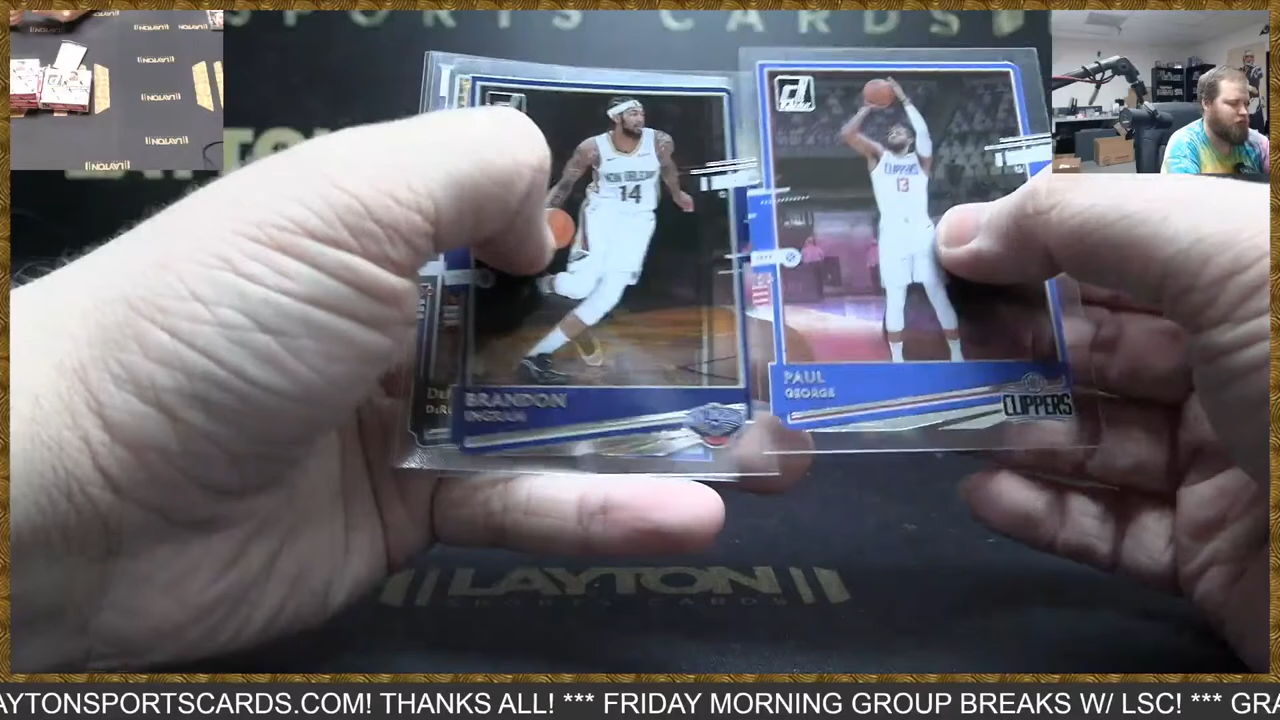 SPORTS CARDS
NEW ORLEANS
14
BRANDON
INGRAM
CLIPPERS
13
PAUL
GEORGE
CLIPPERS
LAYTON
SPORTS CARDS
AYTONSPORTSCARDS.COM! THANKS ALL! *** FRIDAY MORNING GROUP BREAKS W/ LSC! *** GRA